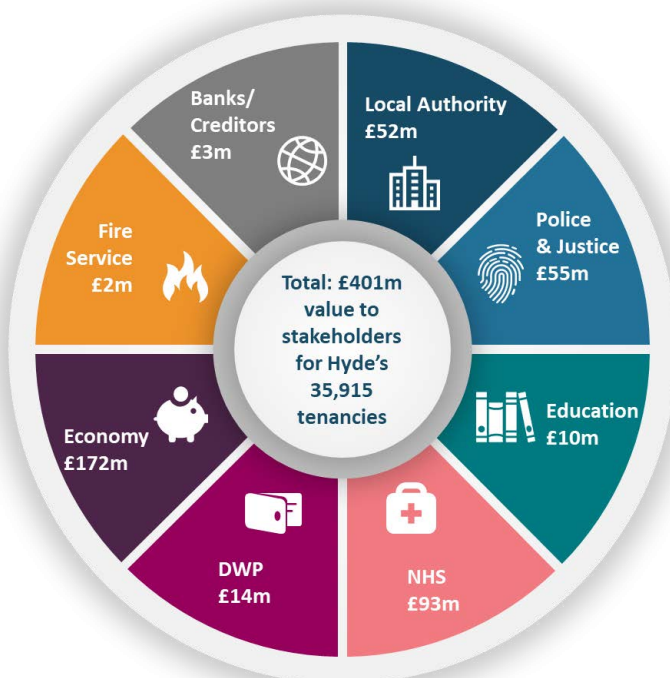 Banks/
Creditors
£3m
Local Authority
£52m
Police
& Justice
£55m
Education
£10m
NHS
£93m
DWP
£14m
Economy
£172m
Fire
Service
£2m
Total: £401m
value to
stakeholders
for Hyde's
35,915
tenancies